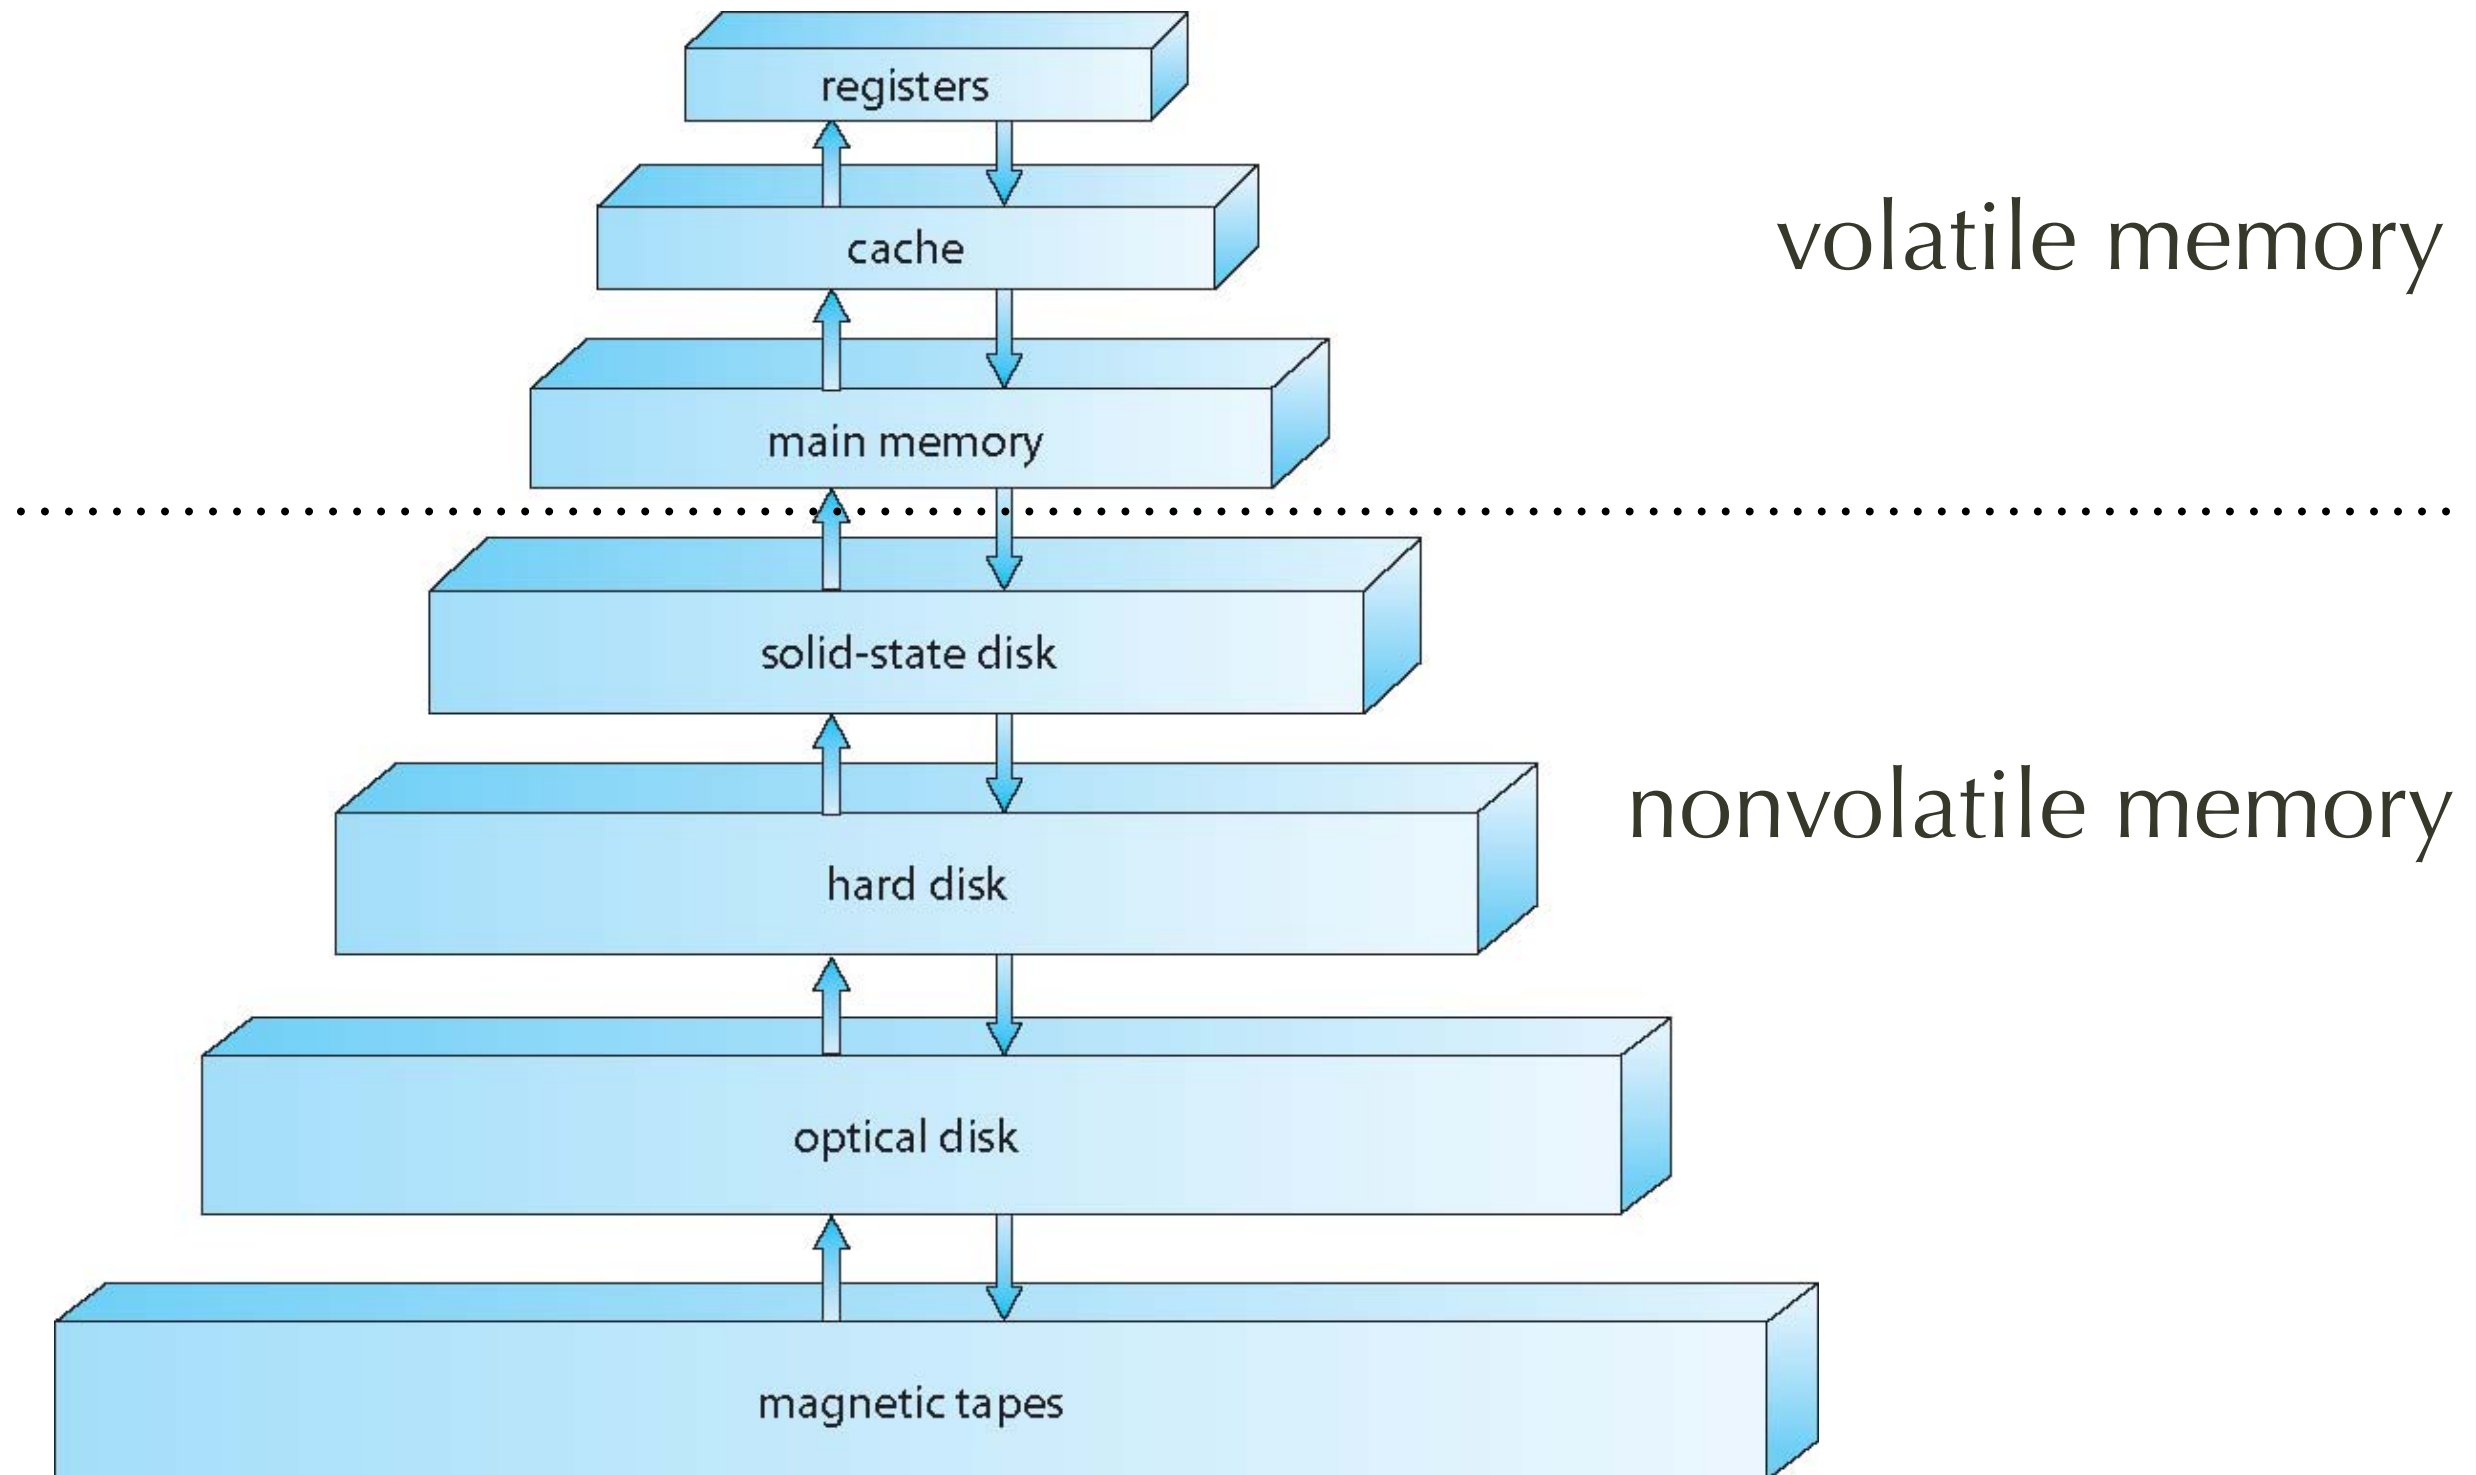 registers
cache
volatile memory
main memory
solid-state disk
nonvolatile memory
hard disk
optical disk
magnetic tapes